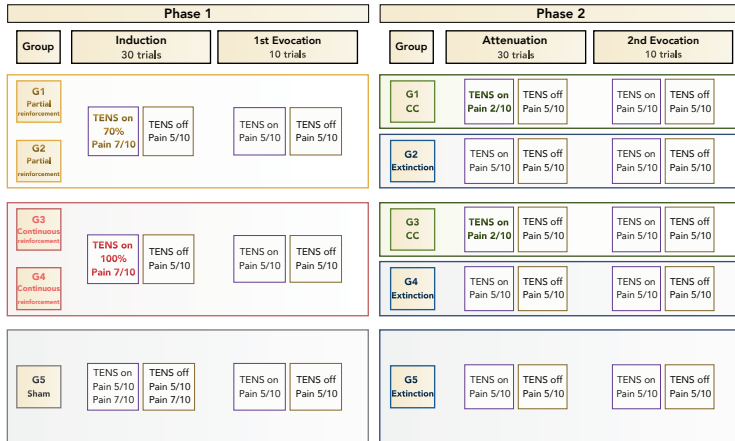 Phase 1
Group
Induction
30 trials
1st Evocation
10 trials
G1
Partial
reinforcement
G2
Partial
reinforcement
TENS on
70%
Pain 7/10
TENS off
Pain 5/10
TENS on
Pain 5/10
TENS off
Pain 5/10
G3
Continuous
reinforcement
G4
Continuous
reinforcement
TENS on
100%
Pain 7/10
TENS off
Pain 5/10
TENS on
Pain 5/10
TENS off
Pain 5/10
G5
Sham
TENS on
Pain 5/10
Pain 7/10
TENS off
Pain 5/10
Pain 7/10
TENS on
Pain 5/10
TENS off
Pain 5/10
Phase 2
Group
Attenuation
30 trials
2nd Evocation
10 trials
G1
CC
TENS on
Pain 2/10
TENS off
Pain 5/10
TENS on
Pain 5/10
TENS off
Pain 5/10
G2
Extinction
TENS on
Pain 5/10
TENS off
Pain 5/10
TENS on
Pain 5/10
TENS off
Pain 5/10
G3
CC
TENS on
Pain 2/10
TENS off
Pain 5/10
TENS on
Pain 5/10
TENS off
Pain 5/10
G4
Extinction
TENS on
Pain 5/10
TENS off
Pain 5/10
TENS on
Pain 5/10
TENS off
Pain 5/10
G5
Extinction
TENS on
Pain 5/10
TENS off
Pain 5/10
TENS on
Pain 5/10
TENS off
Pain 5/10